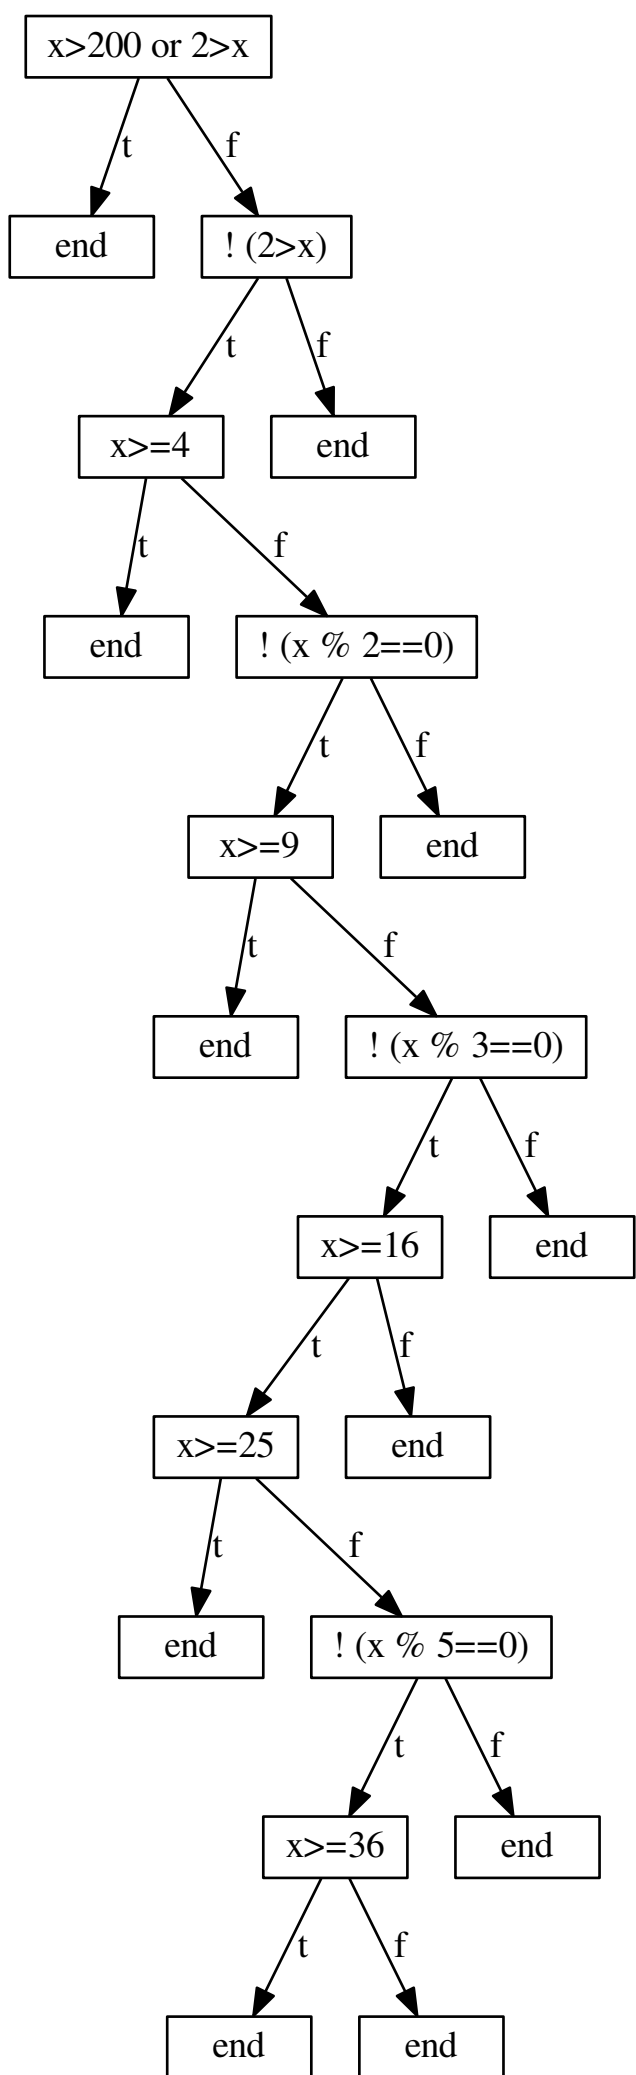 x>200 or 2>x
t
f
end
! (2>x)
t
f
x>=4
end
t
f
end
! (x % 2==0)
t
f
x>=9
end
t
f
end
! (x % 3==0)
t
f
x>=16
end
t
f
x>=25
end
t
f
end
! (x % 5==0)
t
f
x>=36
end
t
f
end
end